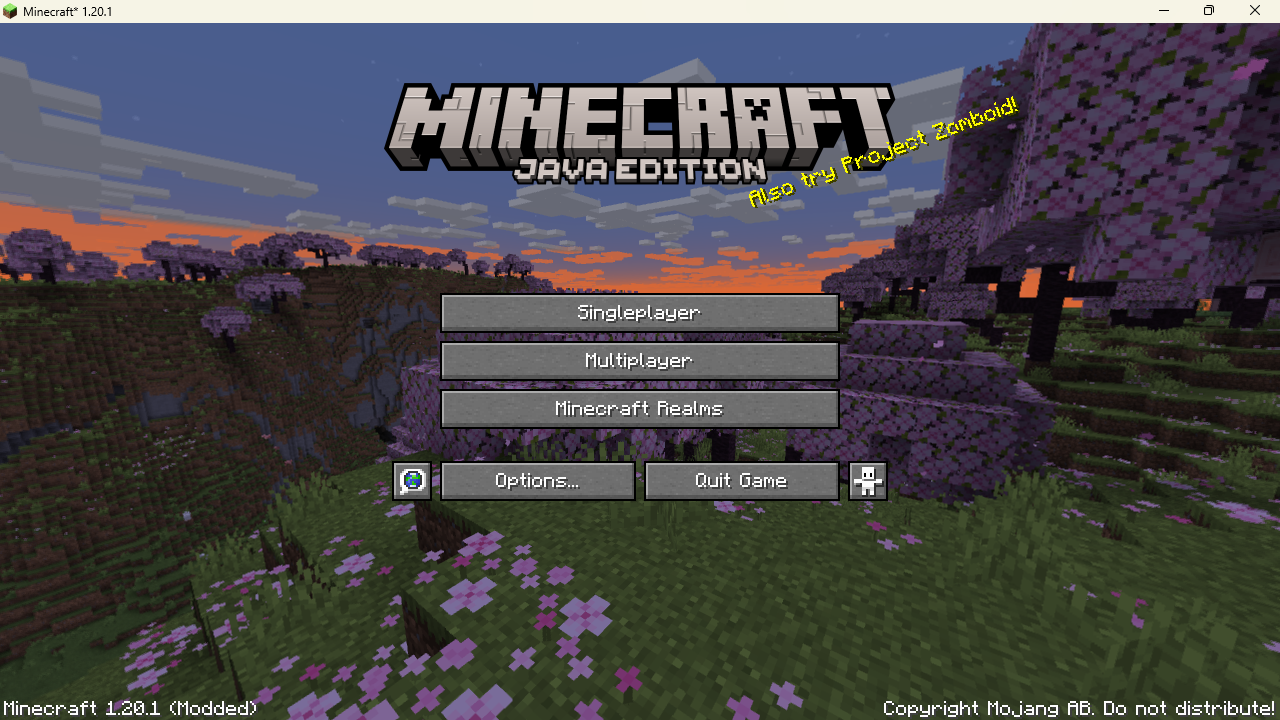 Minecraft* 1.20.1
MINECRAFT
JAVA EDITION
Also try Project Zomboid!
Singleplayer
Multiplayer
Minecraft Realms
Options...
Quit Game
Minecraft 1.20.1 (Modded)
Copyright Mojang AB. Do not distribute!